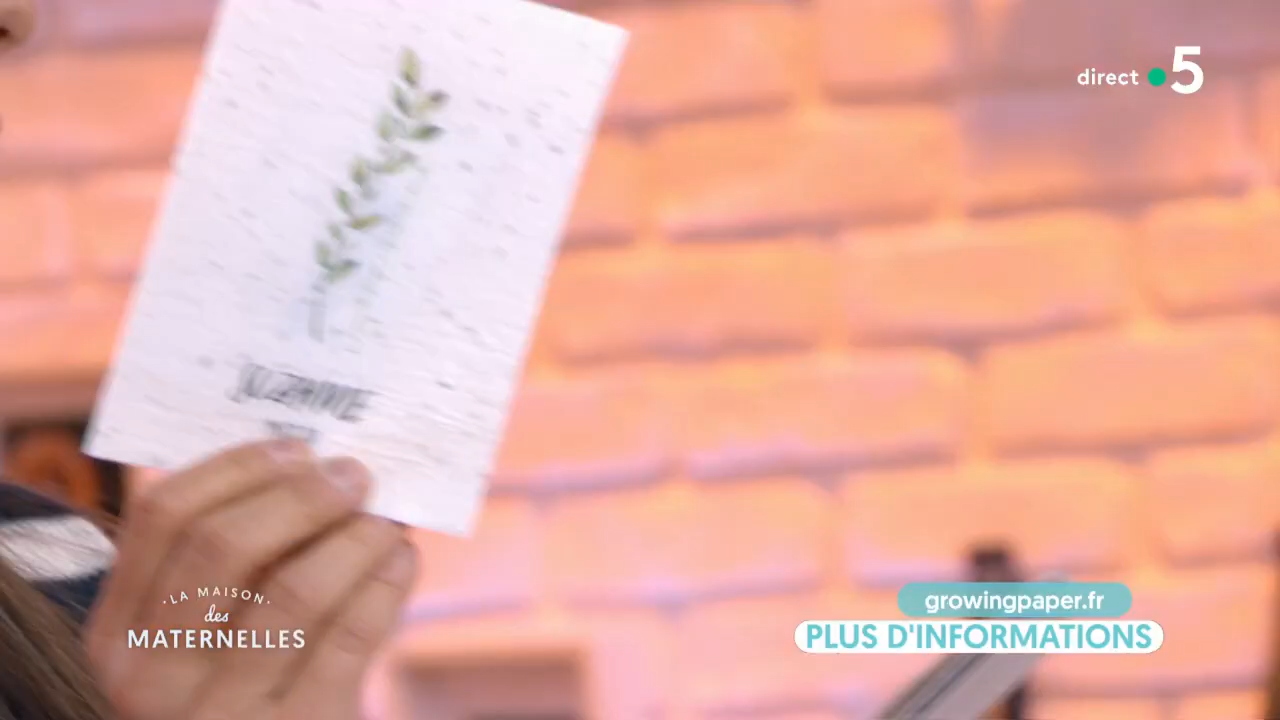 direct 5
·LA MAISON·
des
MATERNELLES
growingpaper.fr
PLUS D'INFORMATIONS